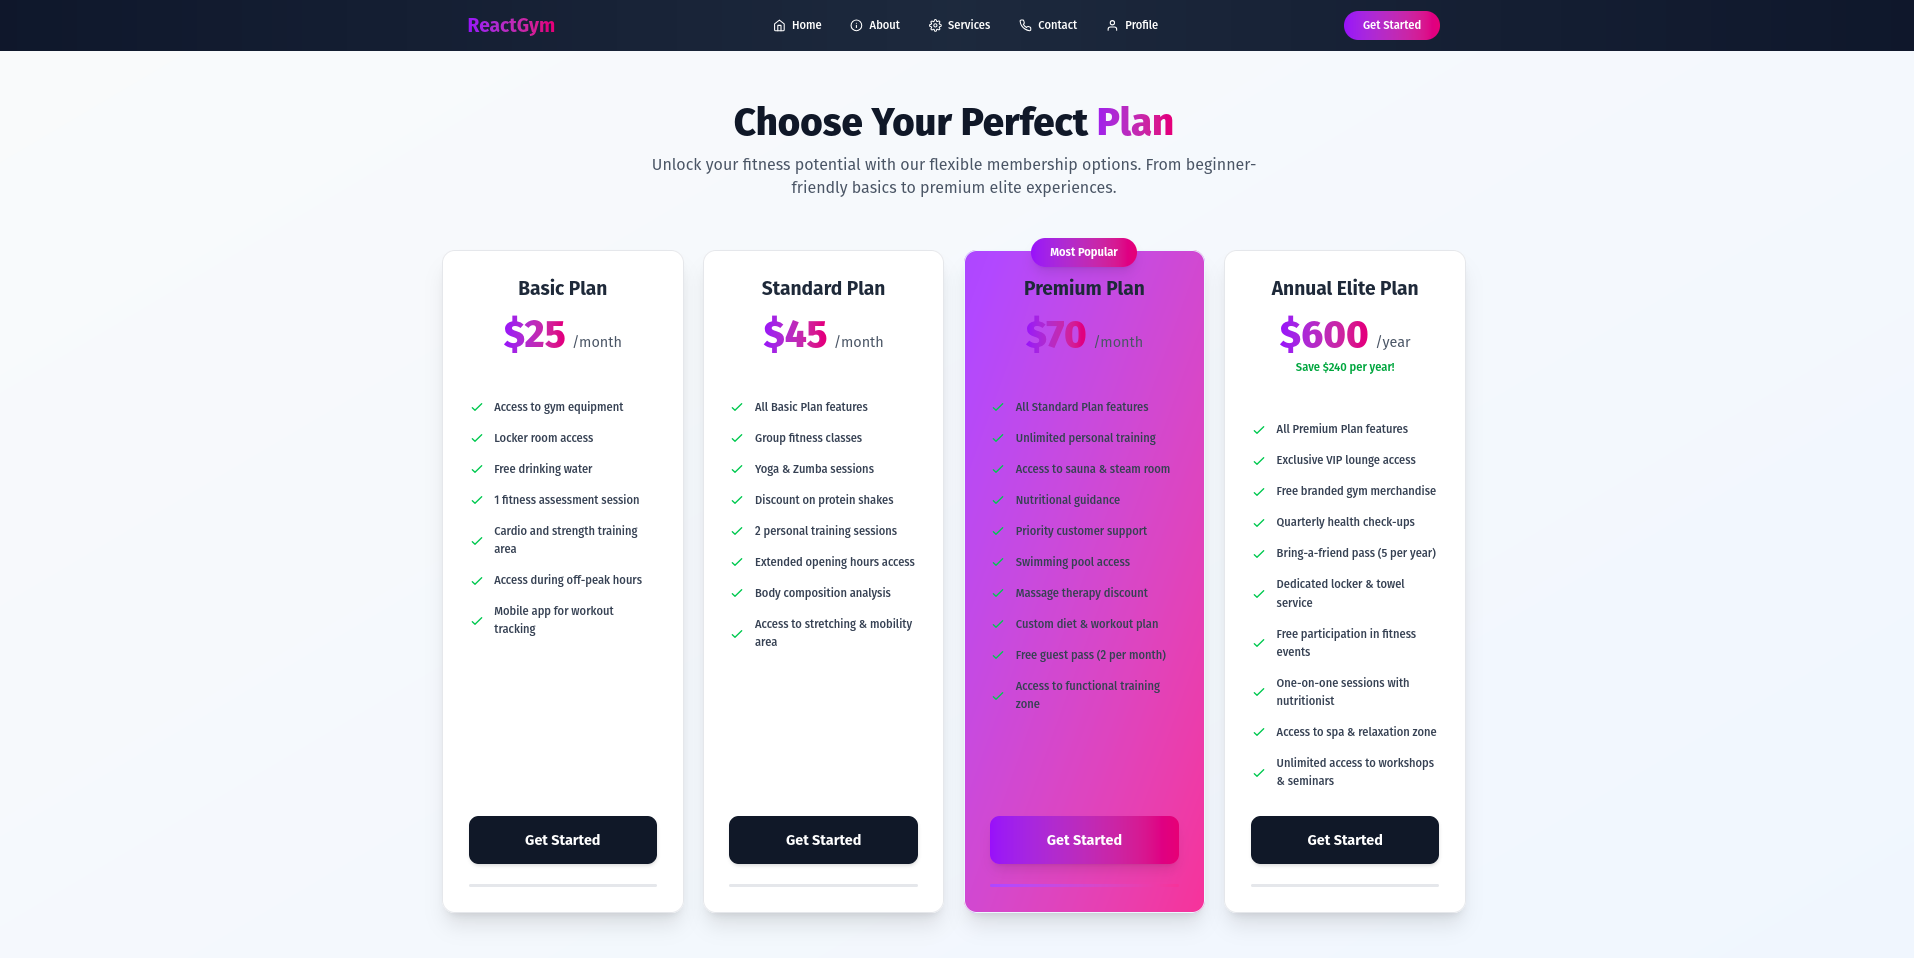 ReactGym
Home
About
Services
Contact
Profile
Get Started
Choose Your Perfect Plan
Unlock your fitness potential with our flexible membership options. From beginner-
friendly basics to premium elite experiences.
Basic Plan
$25 /month
Access to gym equipment
Locker room access
Free drinking water
1 fitness assessment session
Cardio and strength training
area
Access during off-peak hours
Mobile app for workout
tracking
Get Started
Standard Plan
$45 /month
All Basic Plan features
Group fitness classes
Yoga & Zumba sessions
Discount on protein shakes
2 personal training sessions
Extended opening hours access
Body composition analysis
Access to stretching & mobility
area
Get Started
Most Popular
Premium Plan
$70 /month
All Standard Plan features
Unlimited personal training
Access to sauna & steam room
Nutritional guidance
Priority customer support
Swimming pool access
Massage therapy discount
Custom diet & workout plan
Free guest pass (2 per month)
Access to functional training
zone
Get Started
Annual Elite Plan
$600 /year
Save $240 per year!
All Premium Plan features
Exclusive VIP lounge access
Free branded gym merchandise
Quarterly health check-ups
Bring-a-friend pass (5 per year)
Dedicated locker & towel
service
Free participation in fitness
events
One-on-one sessions with
nutritionist
Access to spa & relaxation zone
Unlimited access to workshops
& seminars
Get Started